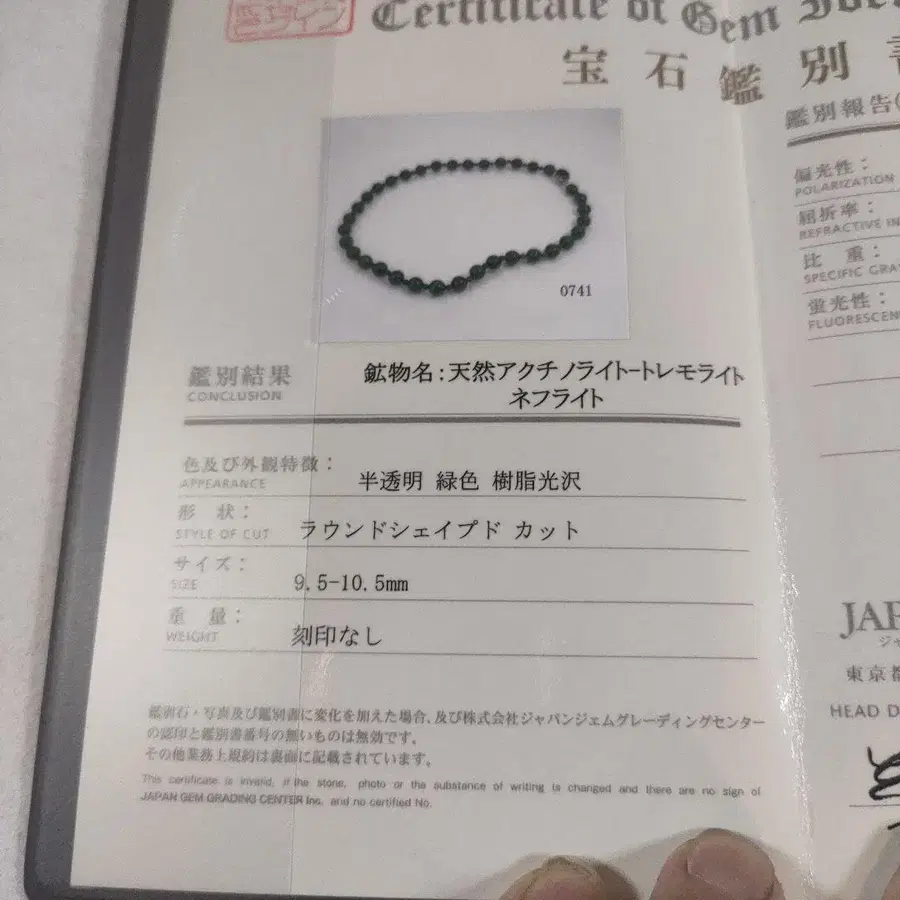 Certificate of Gem
宝石鑑別
鑑別報告
偏光性：
POLARIZATION
屈折率：
REFRACTIVE
比 重：
SPECIFIC
蛍光性：
0741
鑑別結果
CONCLUSION
鉱物名：天然アクチノライト－トレモライト
ネフライト
色及び外観特徴：
APPEARANCE
半透明 緑色 樹脂光沢
形 状：
STYLE OF CUT
ラウンドシェイプド カット
サイズ：
SIZE
9.5-10.5mm
重 量：
WEIGHT
刻印なし
鑑別石・写真及び鑑別書に変化を加えた場合、及び株式会社ジャパンジェムグレーディングセンター
の認印と鑑別書番号の無いものは無効です。
その他業務上規約は裏面に記載されています。
This certificate is invalid, if the stone, photo or the substance of writing is changed and there are no sign of
JAPAN GEM GRADING CENTER Inc. and no certified No.
東京都
HEAD